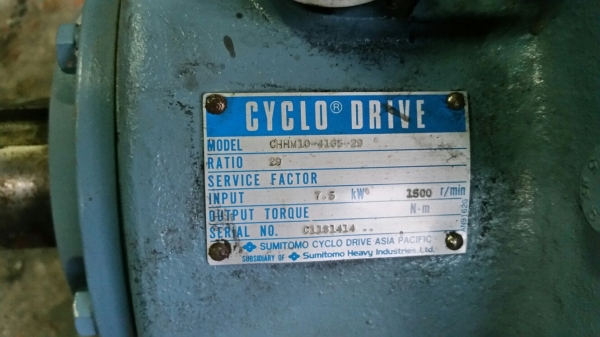 CYCLO® DRIVE
MODEL CHHM10-4165-29
RATIO 29
SERVICE FACTOR
INPUT 7.5 kW 1500 r/min
OUTPUT TORQUE N·m
SERIAL NO. C1181414
SUMITOMO CYCLO DRIVE ASIA PACIFIC
SUBSIDIARY OF Sumitomo Heavy Industries, Ltd.